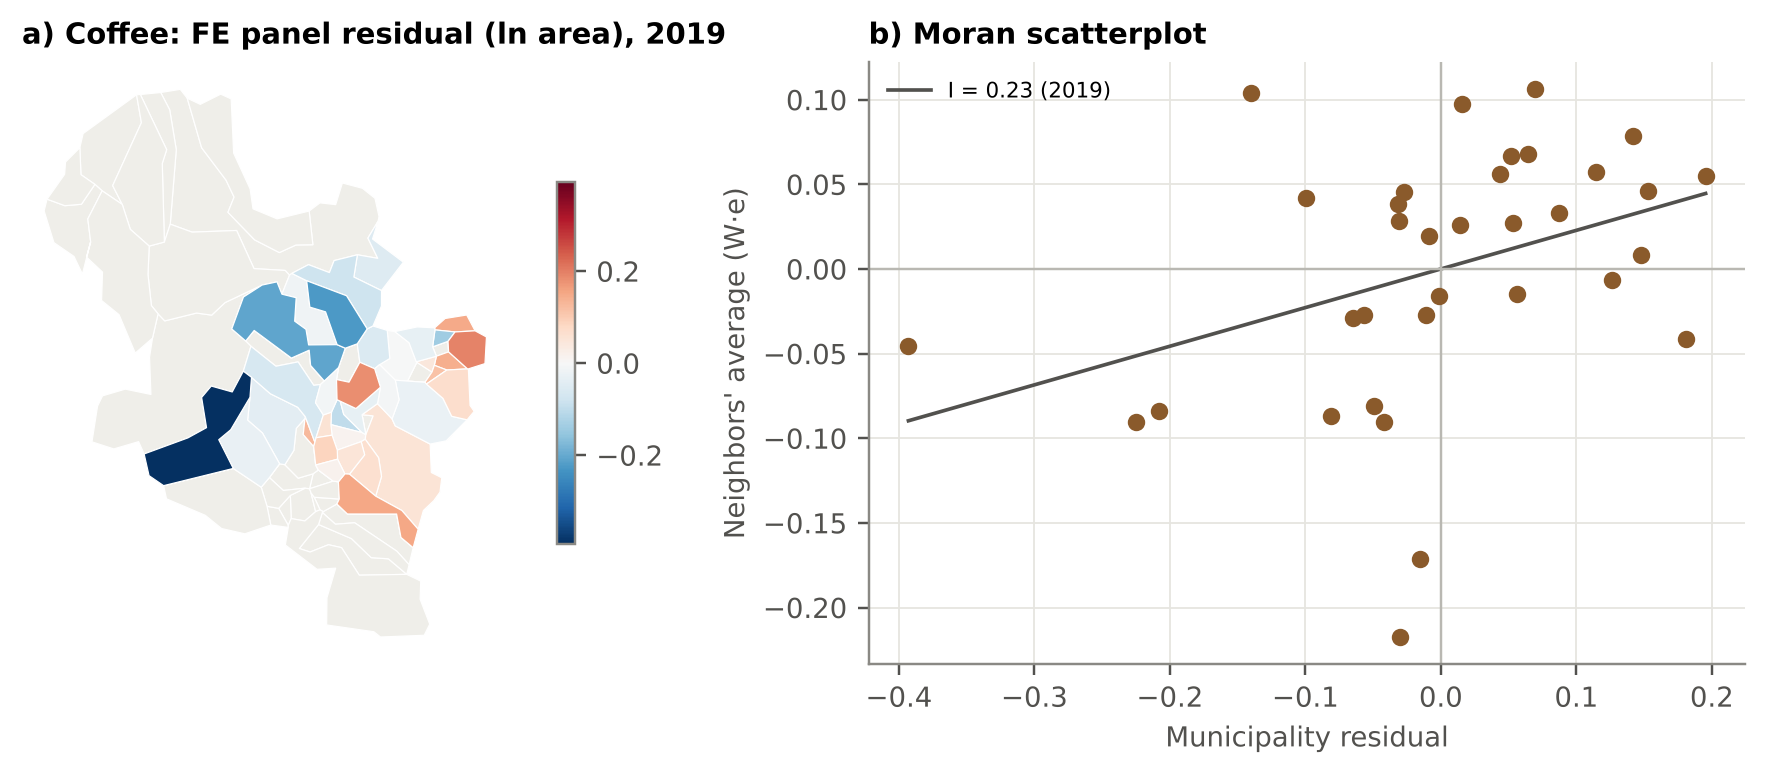 a) Coffee: FE panel residual (ln area), 2019
0.2
0.0
−0.2
b) Moran scatterplot
I = 0.23 (2019)
Neighbors' average (W·e)
0.10
0.05
0.00
−0.05
−0.10
−0.15
−0.20
−0.4 −0.3 −0.2 −0.1 0.0 0.1 0.2
Municipality residual